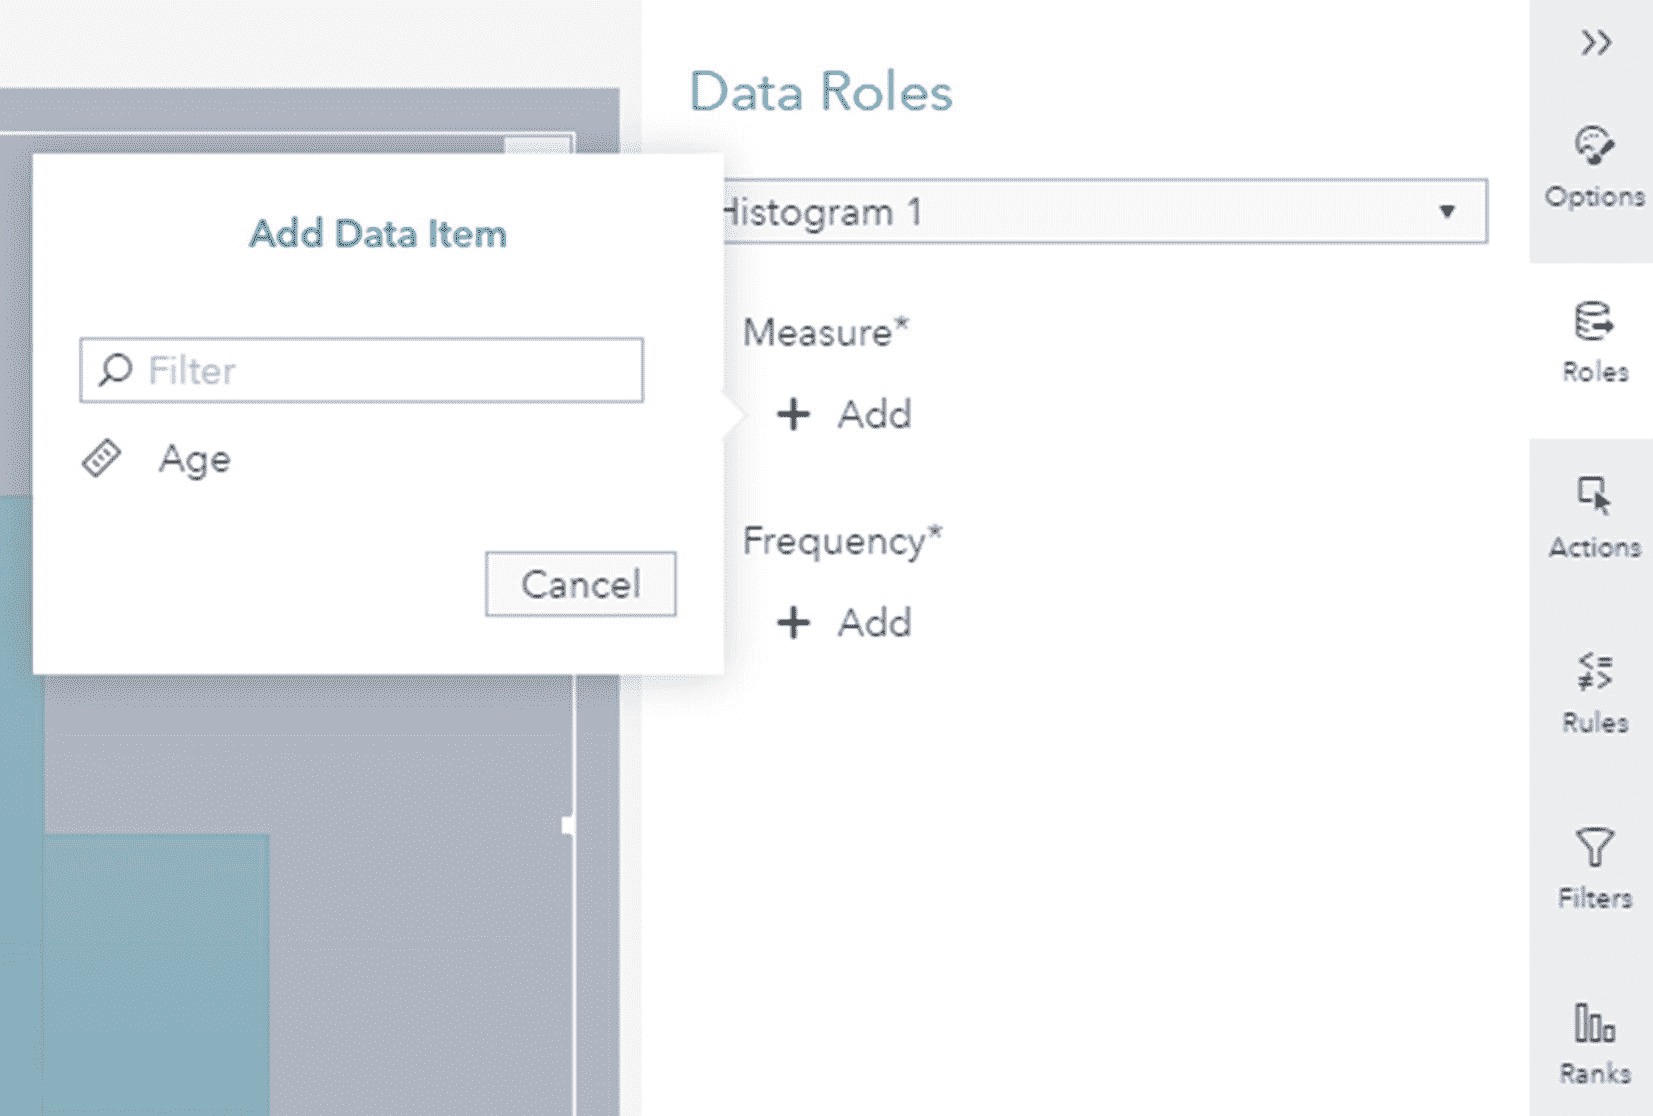 Data Roles
Histogram 1
Add Data Item
Filter
Age
Cancel
Measure*
+ Add
Frequency*
+ Add
Options
Roles
Actions
Rules
Filters
Ranks